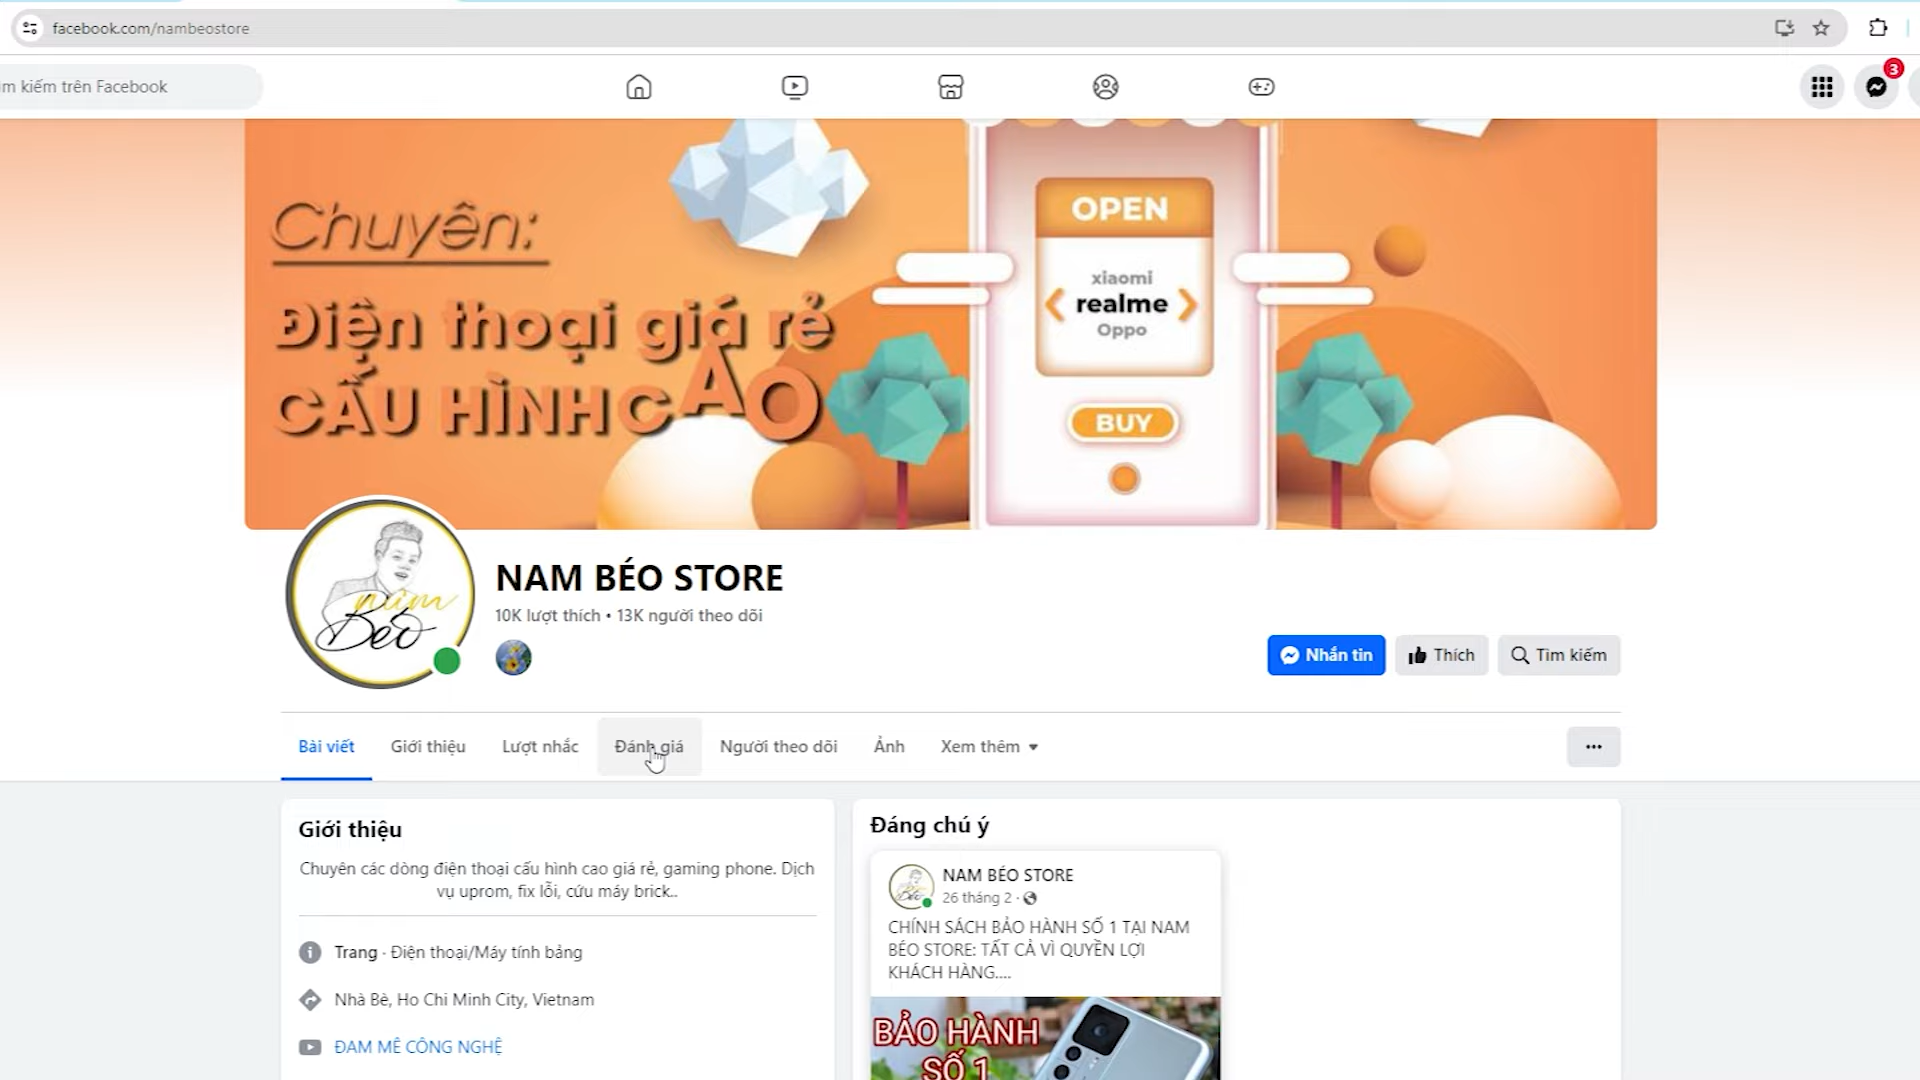 facebook.com/nambeostore
m kiếm trên Facebook
3
Chuyên:
Điện thoại giá rẻ
CẤU HÌNH CAO
OPEN
xiaomi
realme
Oppo
BUY
nam
Béo
NAM BÉO STORE
10K lượt thích • 13K người theo dõi
Nhắn tin
Thích
Tìm kiếm
Bài viết
Giới thiệu
Lượt nhắc
Đánh giá
Người theo dõi
Ảnh
Xem thêm
Giới thiệu
Chuyên các dòng điện thoại cấu hình cao giá rẻ, gaming phone. Dịch
vụ uprom, fix lỗi, cứu máy brick..
Trang · Điện thoại/Máy tính bảng
Nhà Bè, Ho Chi Minh City, Vietnam
ĐAM MÊ CÔNG NGHỆ
Đáng chú ý
NAM BÉO STORE
26 tháng 2 ·
CHÍNH SÁCH BẢO HÀNH SỐ 1 TẠI NAM
BÉO STORE: TẤT CẢ VÌ QUYỀN LỢI
KHÁCH HÀNG....
BẢO HÀNH
SỐ 1